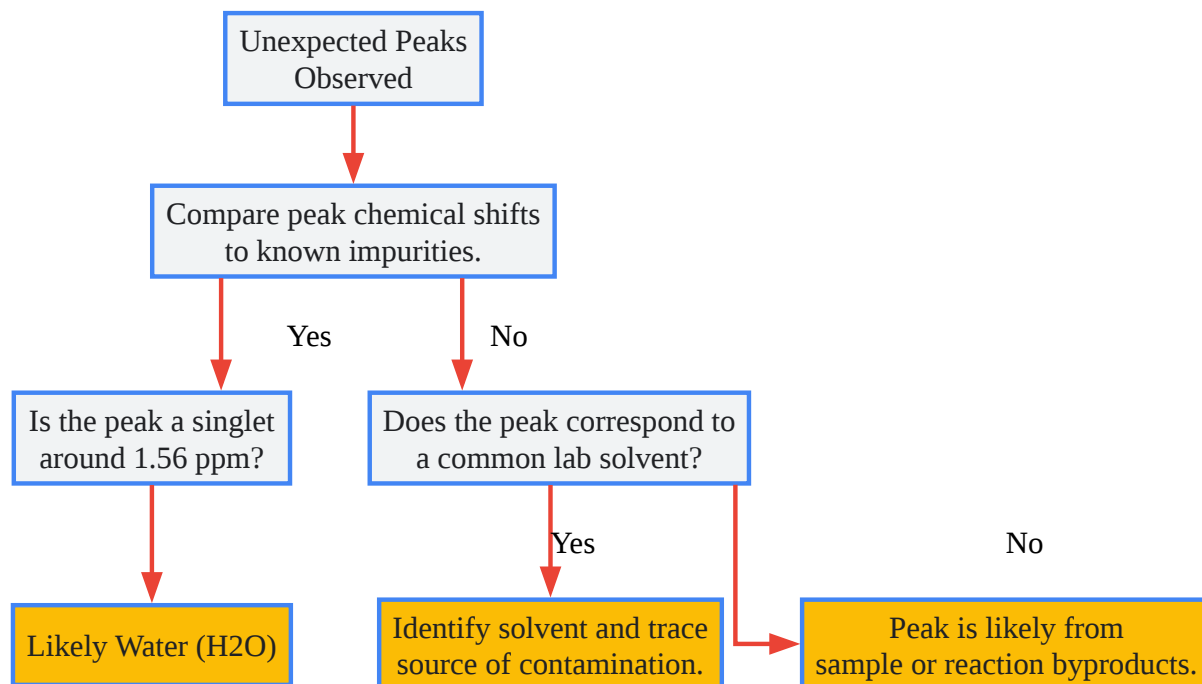 Unexpected Peaks
Observed
Compare peak chemical shifts
to known impurities.
Yes
No
Is the peak a singlet
around 1.56 ppm?
Does the peak correspond to
a common lab solvent?
Yes
No
Likely Water (H2O)
Identify solvent and trace
source of contamination.
Peak is likely from
sample or reaction byproducts.